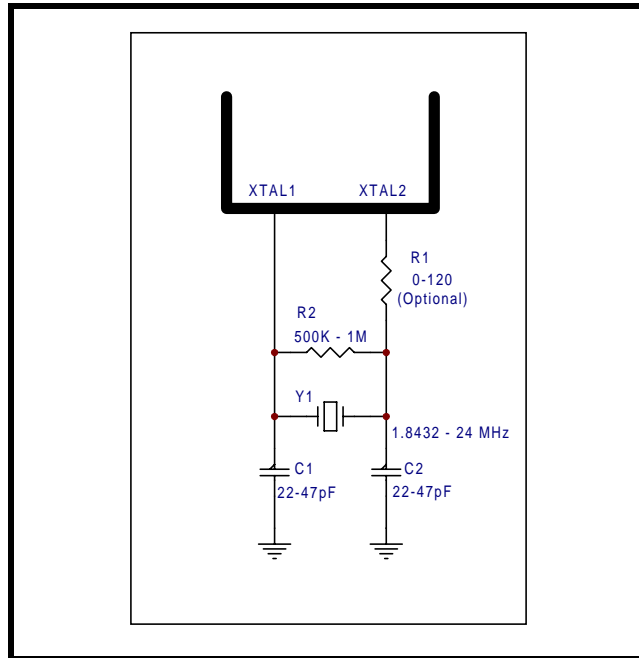 XTAL1 XTAL2
R1
0-120
(Optional)
R2
500K - 1M
Y1
1.8432 - 24 MHz
C1 C2
22-47pF 22-47pF